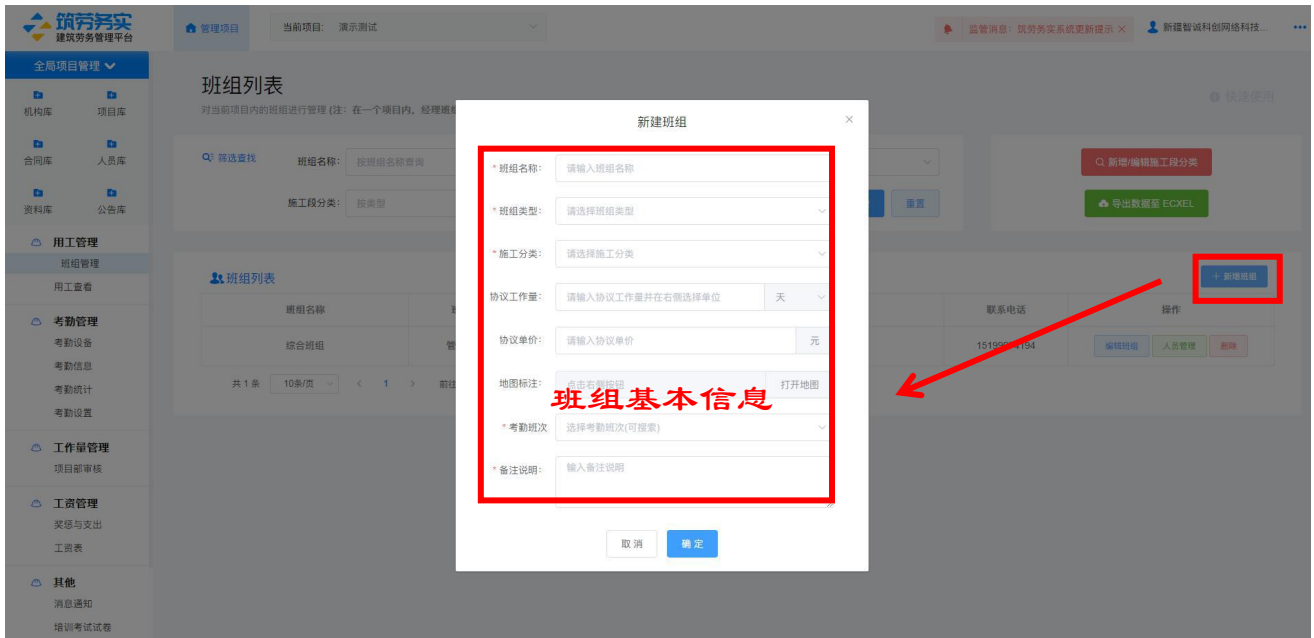 筑劳务实
建筑劳务管理平台
管理项目
当前项目: 演示测试
监管消息：筑劳务实系统更新提示 ×
新疆智诚科创网络科技...
全局项目管理
机构库 项目库
合同库 人员库
资料库 公告库
用工管理
班组管理
用工查看
考勤管理
考勤设备
考勤信息
考勤统计
考勤设置
工作量管理
项目部审核
工资管理
奖惩与支出
工资表
其他
消息通知
培训考试试卷
班组列表
对当前项目内的班组进行管理 (注：在一个项目内，经理班组
快速使用
筛选查找
班组名称: 按班组名称查询
施工段分类: 按类型
重置
新增/编辑施工段分类
导出数据至 ECXEL
班组列表
+ 新增班组
班组名称 联系电话 操作
综合班组 管 编辑班组 人员管理 删除
共 1 条 10条/页 < 1 > 前往
新建班组
×
* 班组名称: 请输入班组名称
* 班组类型: 请选择班组类型
* 施工分类: 请选择施工分类
协议工作量: 请输入协议工作量并在右侧选择单位 天
协议单价: 请输入协议单价 元
地图标注: 点击右侧按钮 打开地图
班组基本信息
* 考勤班次 选择考勤班次(可搜索)
* 备注说明: 输入备注说明
取消 确定